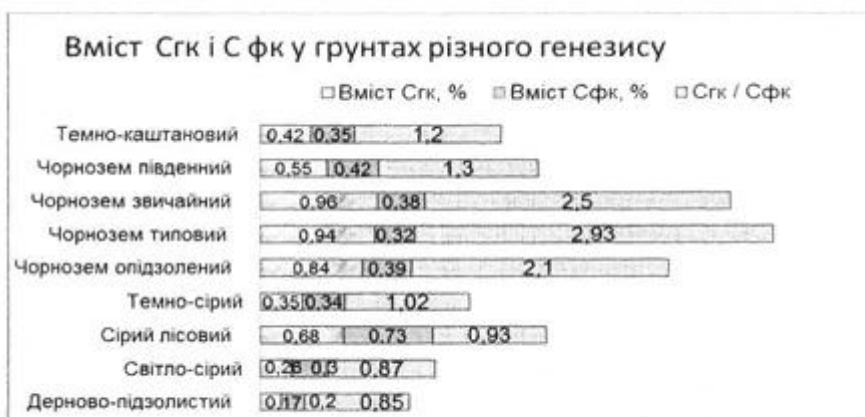 Вміст Сгк і С фк у грунтах різного генезису
Вміст Сгк, % Вміст Сфк, % Сгк / Сфк
Темно-каштановий 0,42 0,35 1,2
Чорнозем південний 0,55 0,42 1,3
Чорнозем звичайний 0,96 0,38 2,5
Чорнозем типовий 0,94 0,32 2,93
Чорнозем опідзолений 0,84 0,39 2,1
Темно-сірий 0,35 0,34 1,02
Сірий лісовий 0,68 0,73 0,93
Світло-сірий 0,26 0,3 0,87
Дерново-підзолистий 0,17 0,2 0,85